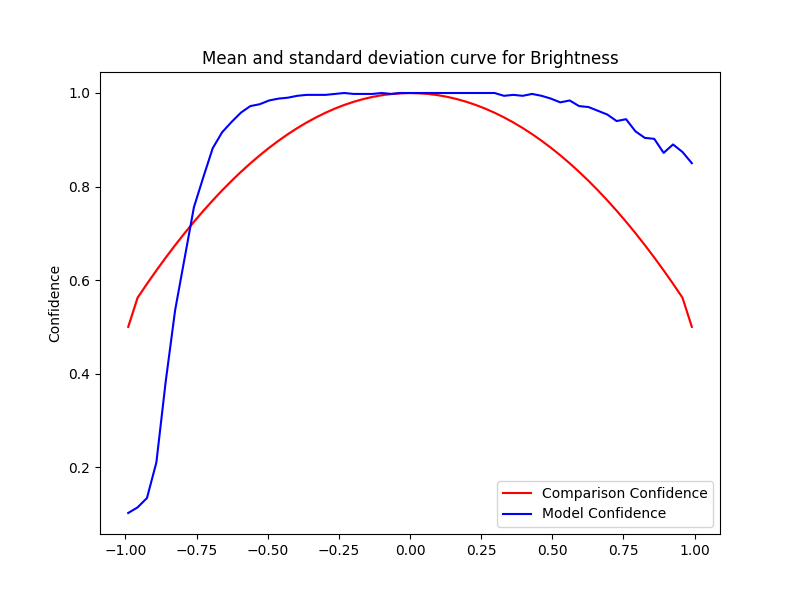 Mean and standard deviation curve for Brightness
Confidence
1.0
0.8
0.6
0.4
0.2
−1.00 −0.75 −0.50 −0.25 0.00 0.25 0.50 0.75 1.00
Comparison Confidence
Model Confidence